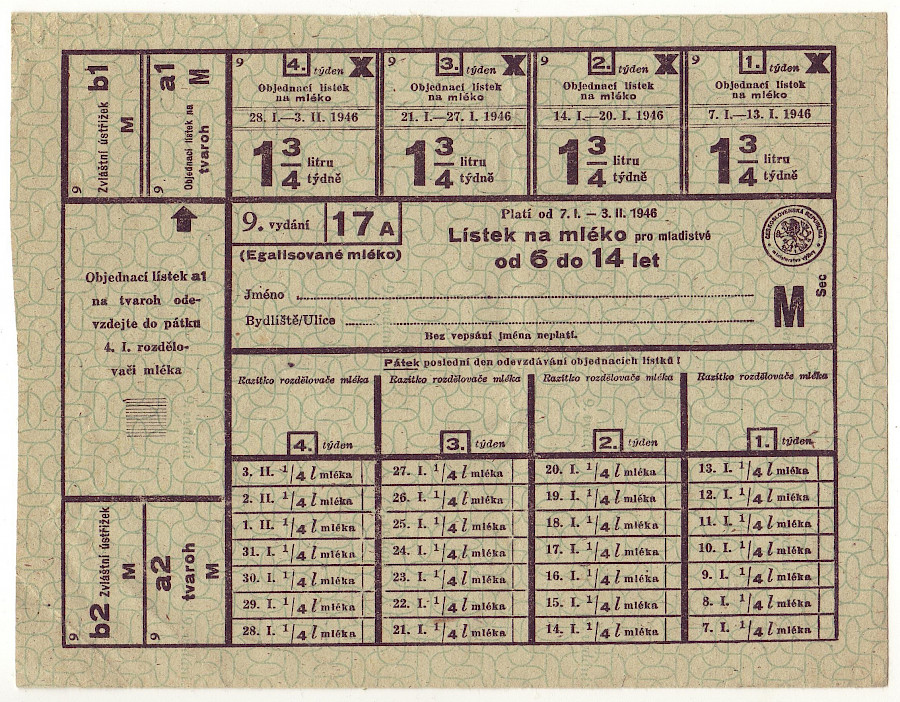 9
Zvláštní ústřižek b1
M
9
Objednací lístek na tvaroh
a1
M
9 4. týden X
Objednací lístek
na mléko
28. I.—3. II. 1946
1 3/4 litru týdně
9 3. týden X
Objednací lístek
na mléko
21. I.—27. I. 1946
1 3/4 litru týdně
9 2. týden X
Objednací lístek
na mléko
14. I.—20. I. 1946
1 3/4 litru týdně
9 1. týden X
Objednací lístek
na mléko
7. I.—13. I. 1946
1 3/4 litru týdně
Objednací lístek a1
na tvaroh ode-
vzdejte do pátku
4. I. rozdělo-
vači mléka
9. vydání 17 A
(Egalisované mléko)
Platí od 7. I. — 3. II. 1946
Lístek na mléko pro mladistvé
od 6 do 14 let
ČESKOSLOVENSKÁ REPUBLIKA
ministerstvo výživy
Jméno
Bydliště/Ulice
Bez vepsání jména neplatí.
M
Sec
Pátek poslední den odevzdávání objednacích lístků!
Razítko rozdělovače mléka
4. týden
3. II. 1/4 l mléka
2. II. 1/4 l mléka
1. II. 1/4 l mléka
31. I. 1/4 l mléka
30. I. 1/4 l mléka
29. I. 1/4 l mléka
28. I. 1/4 l mléka
Razítko rozdělovače mléka
3. týden
27. I. 1/4 l mléka
26. I. 1/4 l mléka
25. I. 1/4 l mléka
24. I. 1/4 l mléka
23. I. 1/4 l mléka
22. I. 1/4 l mléka
21. I. 1/4 l mléka
Razítko rozdělovače mléka
2. týden
20. I. 1/4 l mléka
19. I. 1/4 l mléka
18. I. 1/4 l mléka
17. I. 1/4 l mléka
16. I. 1/4 l mléka
15. I. 1/4 l mléka
14. I. 1/4 l mléka
Razítko rozdělovače mléka
1. týden
13. I. 1/4 l mléka
12. I. 1/4 l mléka
11. I. 1/4 l mléka
10. I. 1/4 l mléka
9. I. 1/4 l mléka
8. I. 1/4 l mléka
7. I. 1/4 l mléka
9
b2 Zvláštní ústřižek
M
9
a2
tvaroh
M